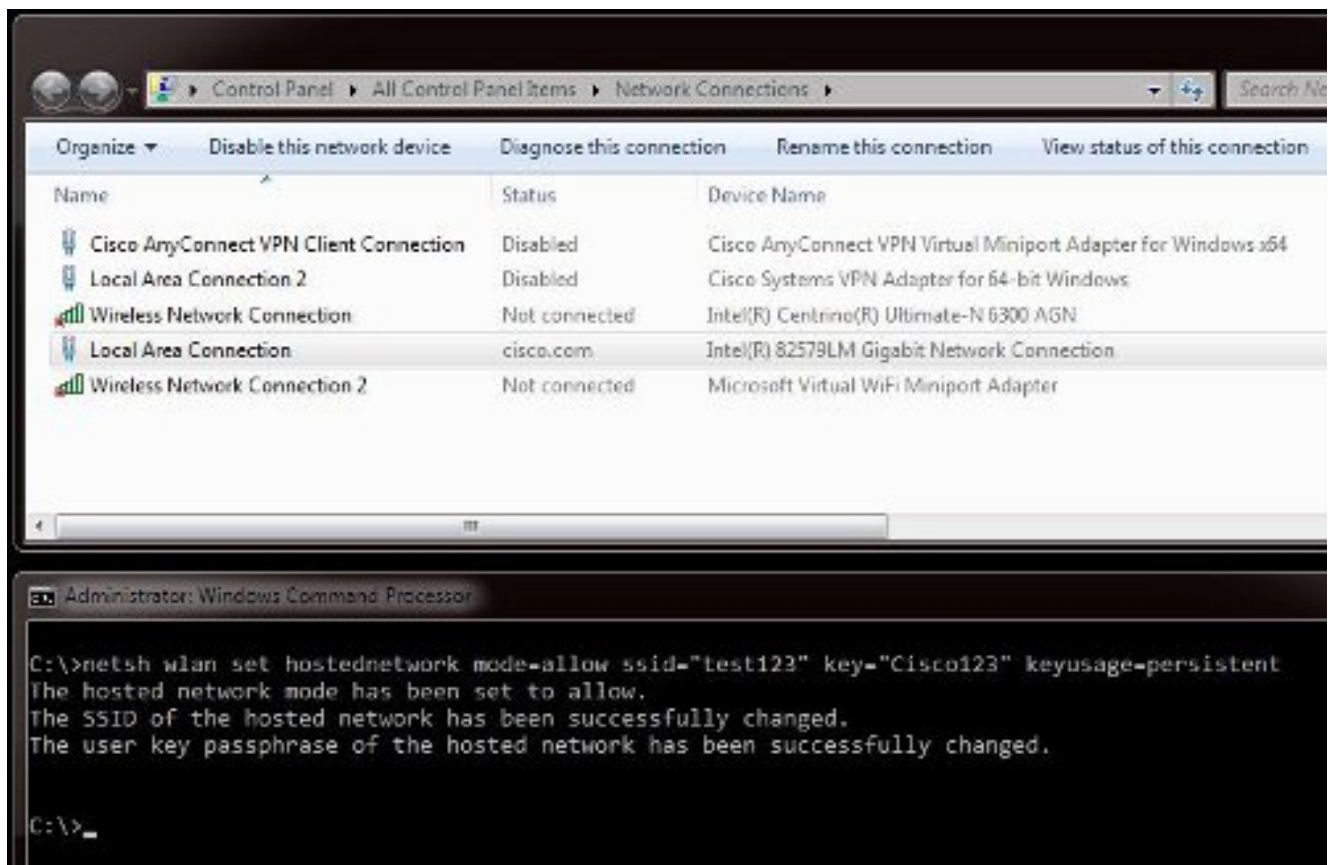 Control Panel ▸ All Control Panel Items ▸ Network Connections ▸
Organize Disable this network device Diagnose this connection Rename this connection View status of this connection
Name Status Device Name
Cisco AnyConnect VPN Client Connection Disabled Cisco AnyConnect VPN Virtual Miniport Adapter for Windows x64
Local Area Connection 2 Disabled Cisco Systems VPN Adapter for 64-bit Windows
Wireless Network Connection Not connected Intel(R) Centrino(R) Ultimate-N 6300 AGN
Local Area Connection cisco.com Intel(R) 82579LM Gigabit Network Connection
Wireless Network Connection 2 Not connected Microsoft Virtual WiFi Miniport Adapter
Administrator: Windows Command Processor
C:\>netsh wlan set hostednetwork mode=allow ssid="test123" key="Cisco123" keyusage=persistent
The hosted network mode has been set to allow.
The SSID of the hosted network has been successfully changed.
The user key passphrase of the hosted network has been successfully changed.
C:\>_